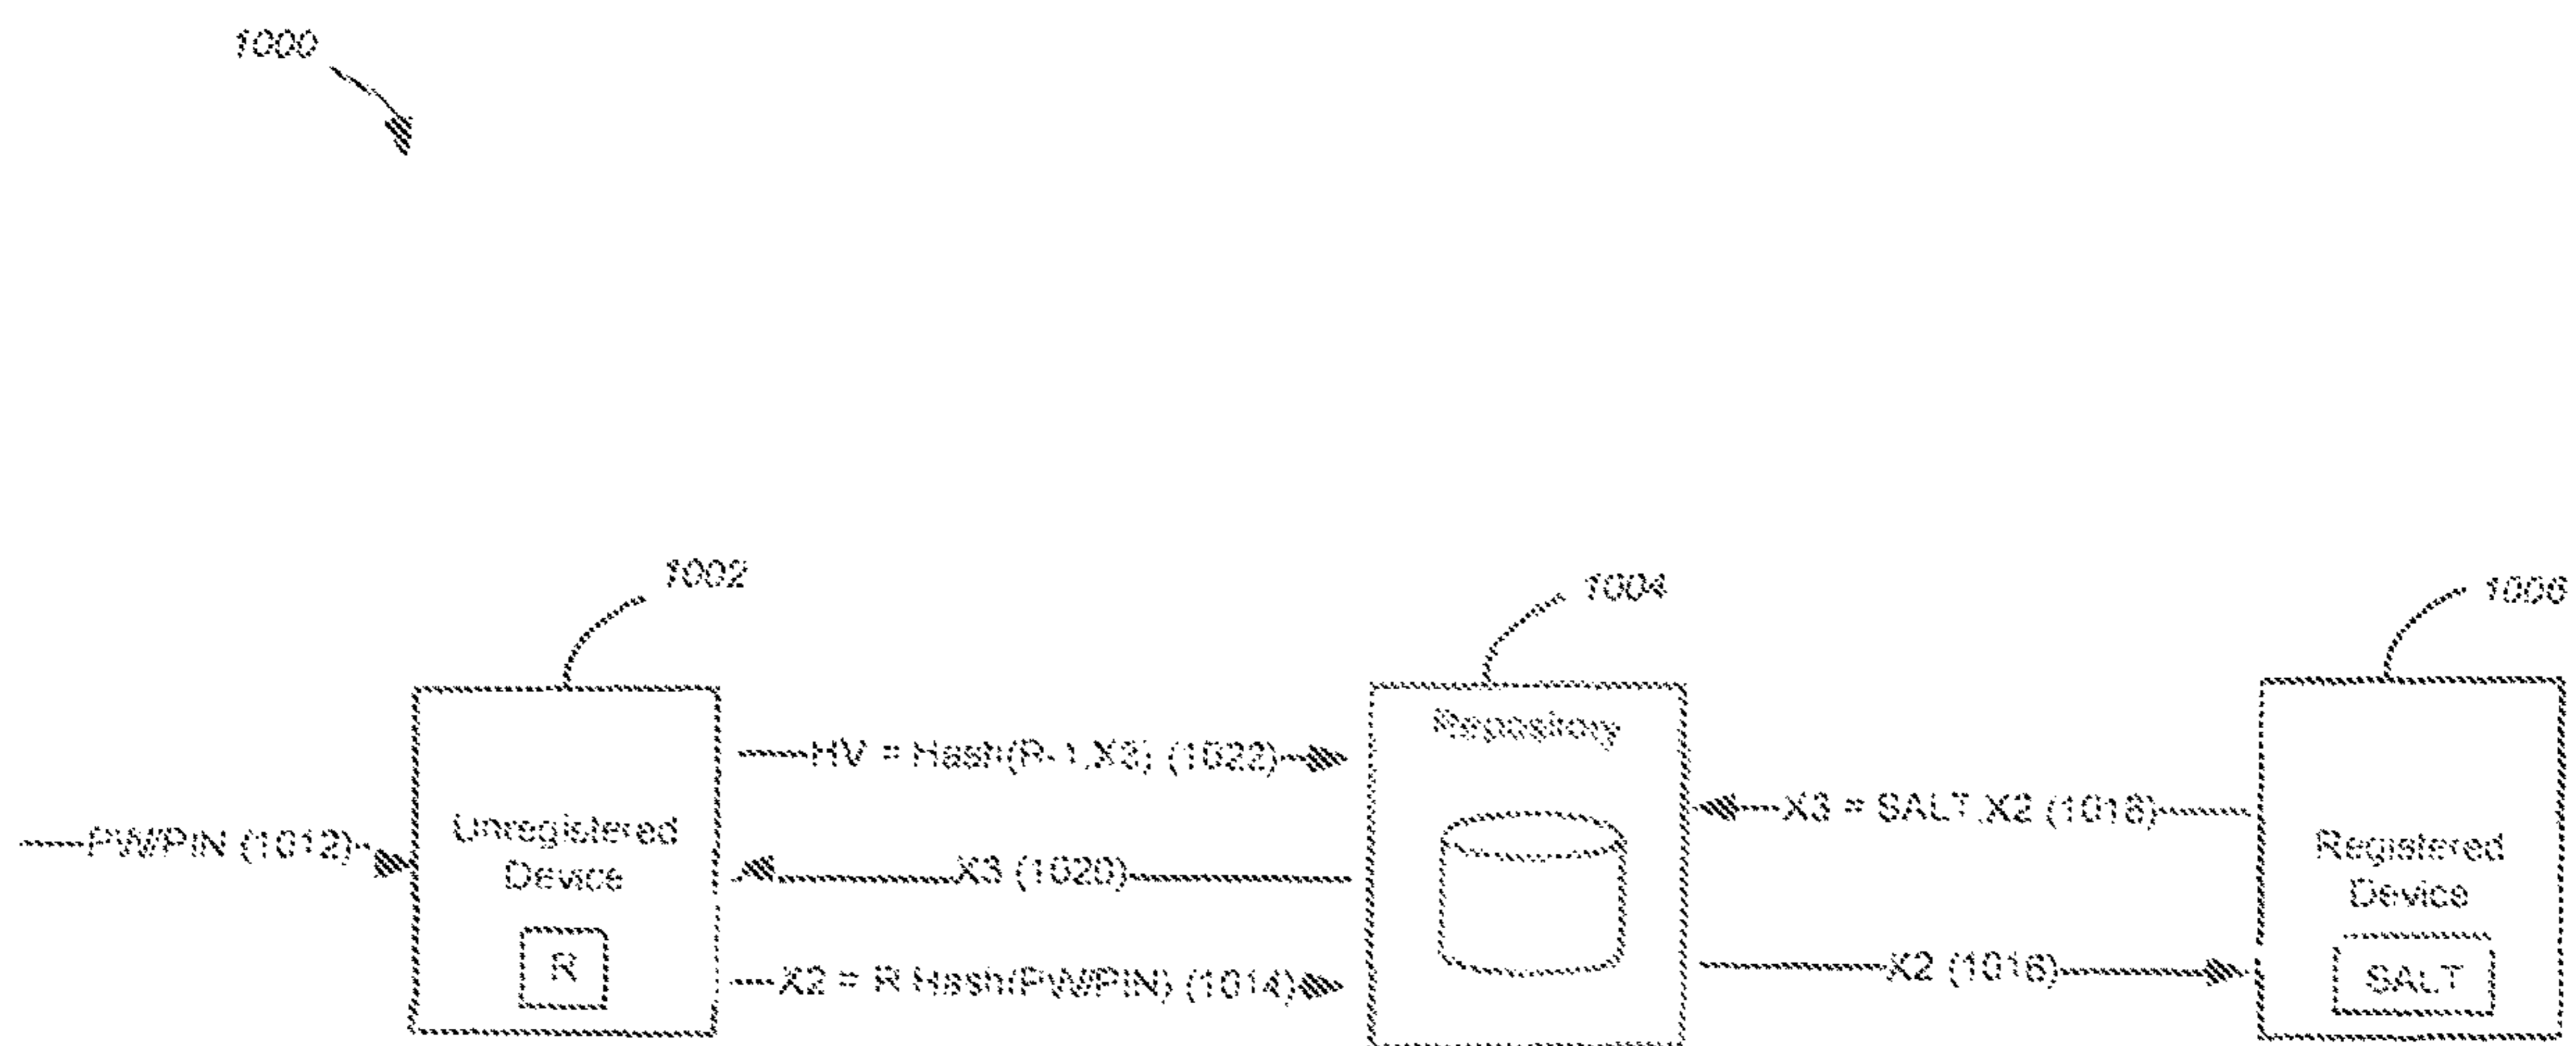 1000
1002
1004
1006
Repository
HV = Hash(R-1.X3) (1022)
X3 = SALT.X2 (1018)
PW/PIN (1012)
Unregistered
Device
X3 (1020)
Registered
Device
R
X2 = R.Hash(PW/PIN) (1014)
X2 (1016)
SALT